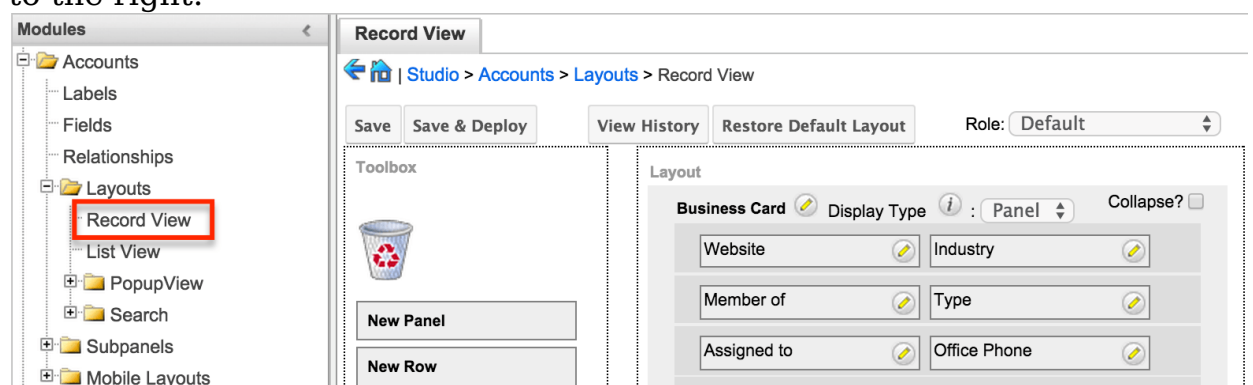 to the right.
Modules <
Accounts
Labels
Fields
Relationships
Layouts
Record View
List View
PopupView
Search
Subpanels
Mobile Layouts
Record View
| Studio > Accounts > Layouts > Record View
Save Save & Deploy View History Restore Default Layout Role: Default
Toolbox
New Panel
New Row
Layout
Business Card Display Type i : Panel Collapse?
Website Industry
Member of Type
Assigned to Office Phone